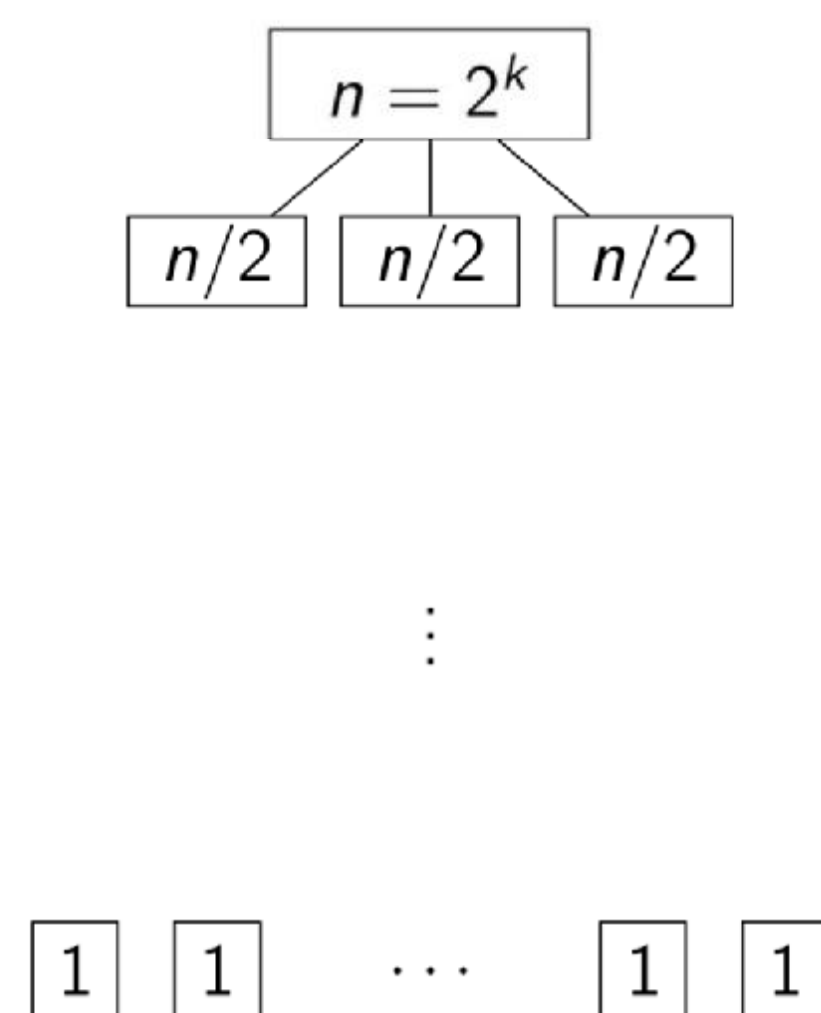 n = 2^k
n/2 n/2 n/2
⋮
1 1 ⋯ 1 1